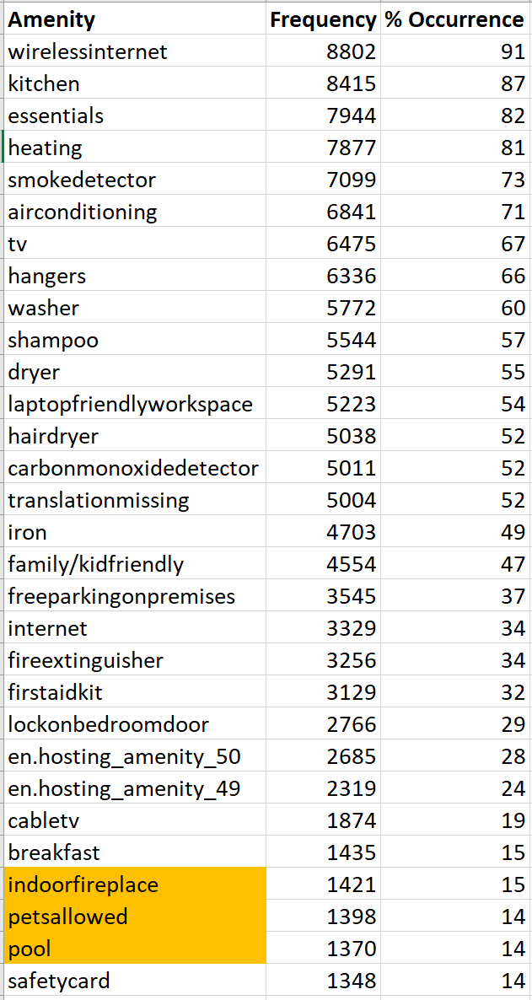 Amenity Frequency % Occurrence
wirelessinternet 8802 91
kitchen 8415 87
essentials 7944 82
heating 7877 81
smokedetector 7099 73
airconditioning 6841 71
tv 6475 67
hangers 6336 66
washer 5772 60
shampoo 5544 57
dryer 5291 55
laptopfriendlyworkspace 5223 54
hairdryer 5038 52
carbonmonoxidedetector 5011 52
translationmissing 5004 52
iron 4703 49
family/kidfriendly 4554 47
freeparkingonpremises 3545 37
internet 3329 34
fireextinguisher 3256 34
firstaidkit 3129 32
lockonbedroomdoor 2766 29
en.hosting_amenity_50 2685 28
en.hosting_amenity_49 2319 24
cabletv 1874 19
breakfast 1435 15
indoorfireplace 1421 15
petsallowed 1398 14
pool 1370 14
safetycard 1348 14